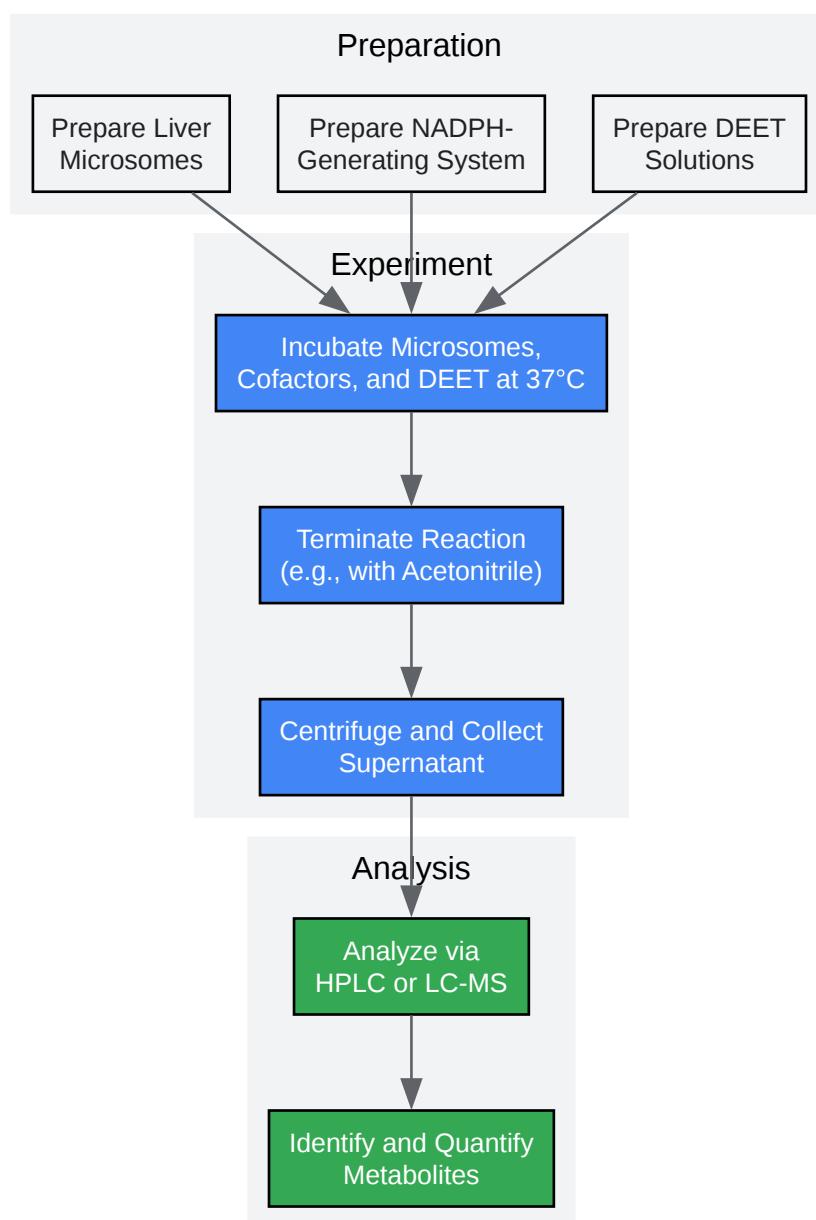 Preparation
Prepare Liver
Microsomes
Prepare NADPH-
Generating System
Prepare DEET
Solutions
Experiment
Incubate Microsomes,
Cofactors, and DEET at 37°C
Terminate Reaction
(e.g., with Acetonitrile)
Centrifuge and Collect
Supernatant
Analysis
Analyze via
HPLC or LC-MS
Identify and Quantify
Metabolites